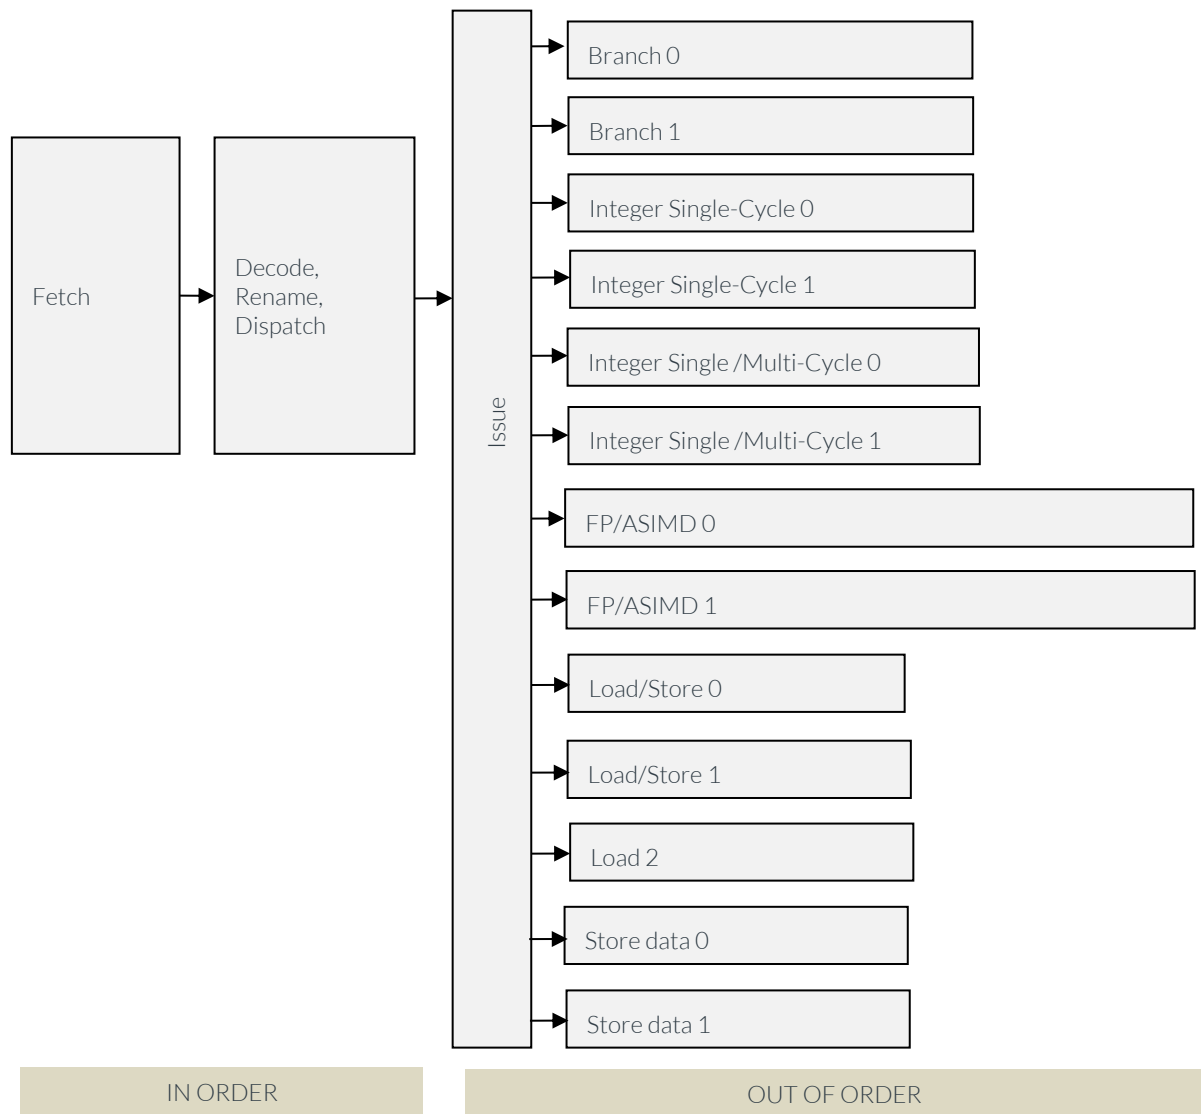 Fetch
Decode,
Rename,
Dispatch
Issue
Branch 0
Branch 1
Integer Single-Cycle 0
Integer Single-Cycle 1
Integer Single /Multi-Cycle 0
Integer Single /Multi-Cycle 1
FP/ASIMD 0
FP/ASIMD 1
Load/Store 0
Load/Store 1
Load 2
Store data 0
Store data 1
IN ORDER
OUT OF ORDER